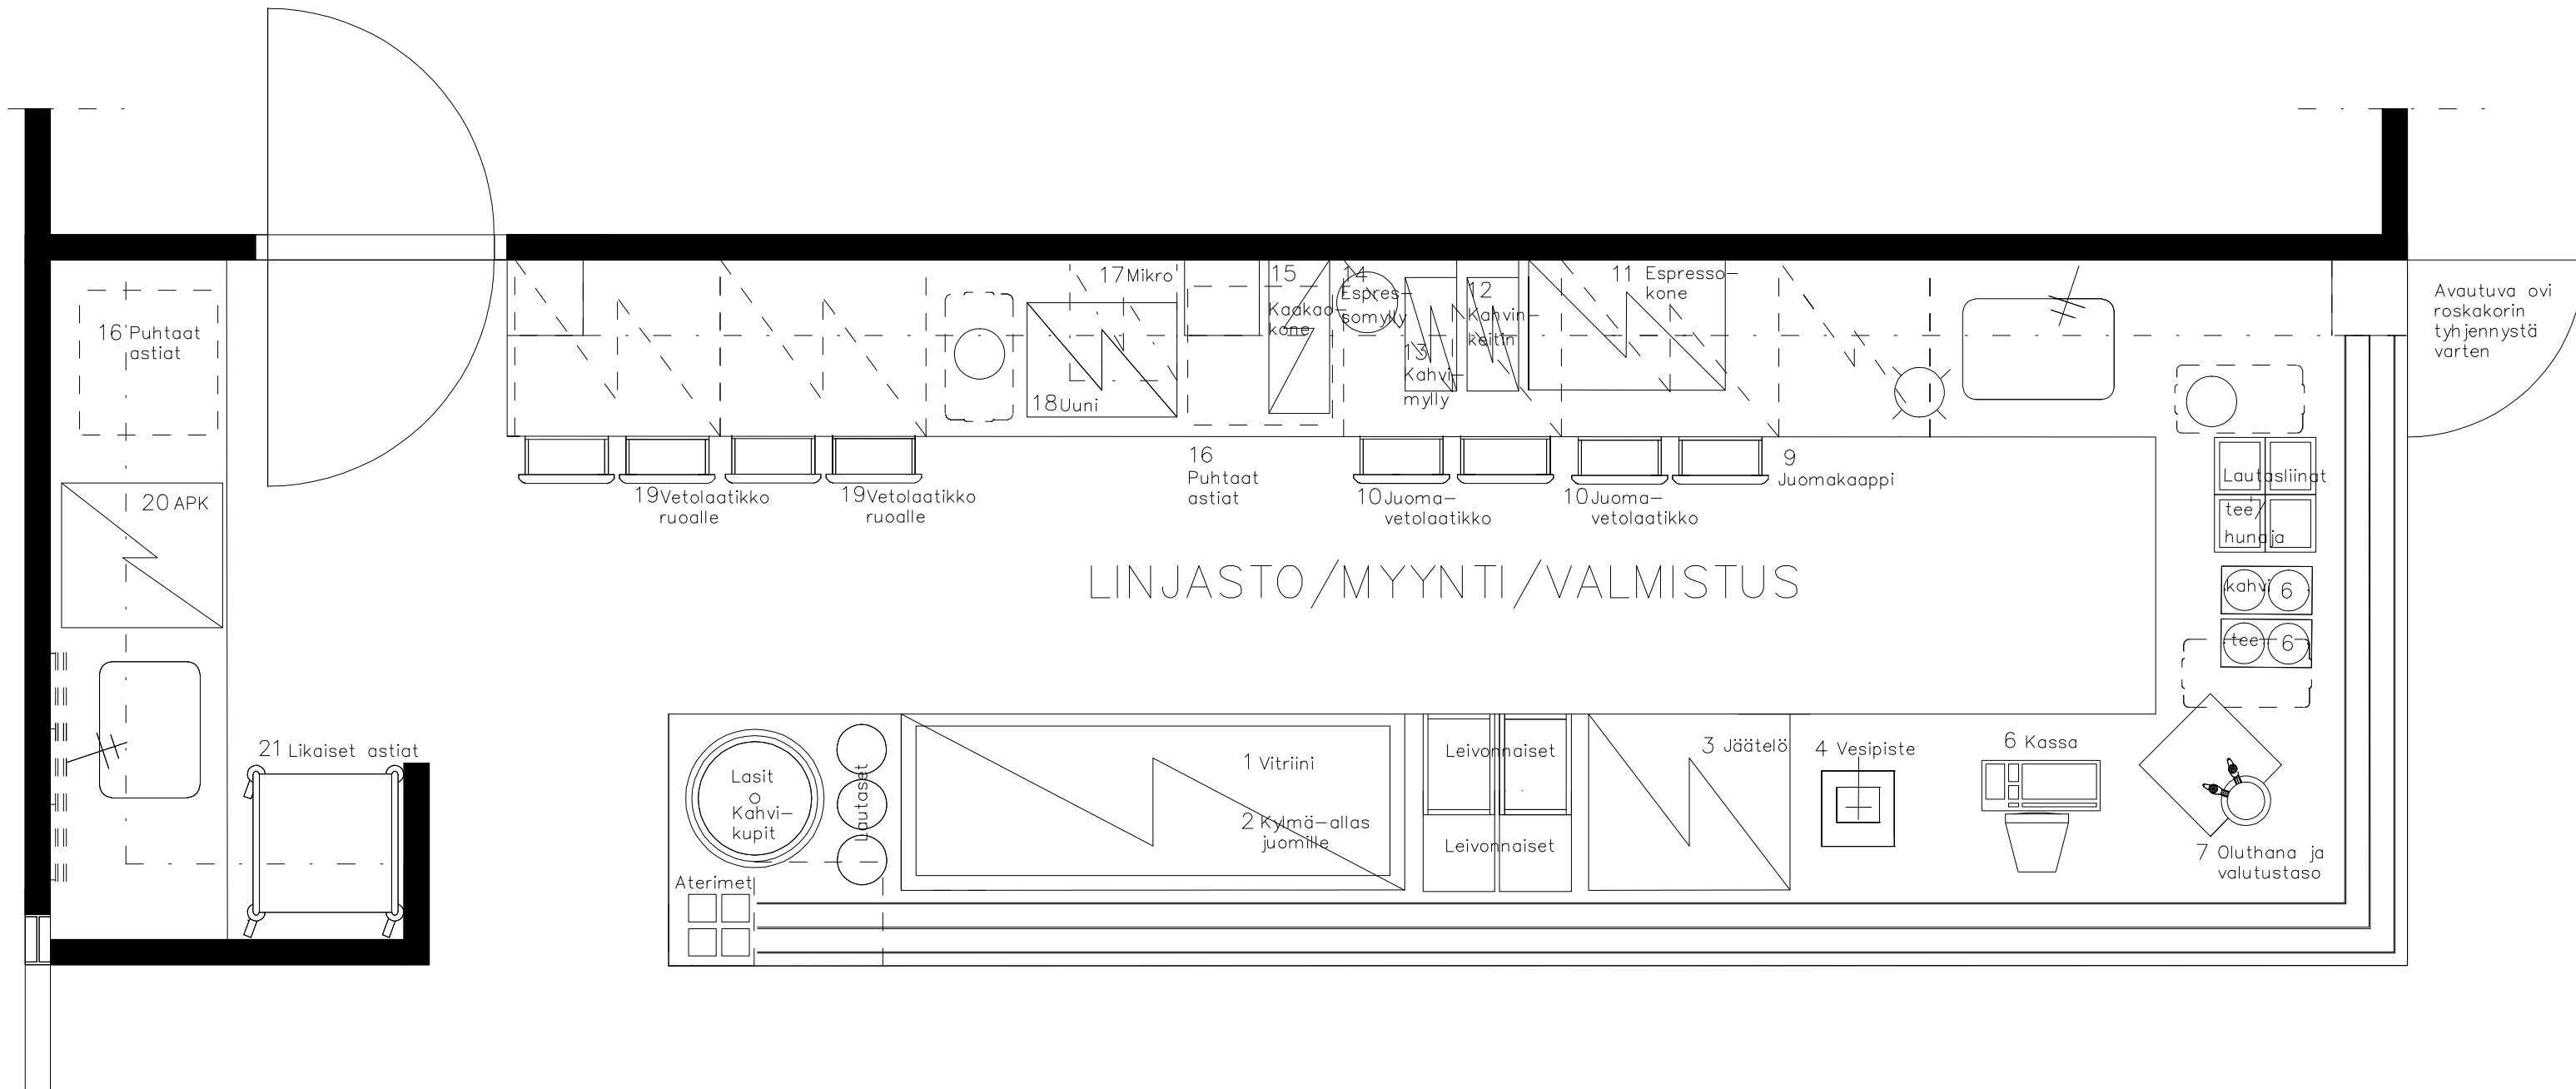 17 Mikro
15
Kaakao-
kone
14
Espres-
somylly
12
Kahvin-
keitin
13
Kahvi-
mylly
11 Espresso-
kone
Avautuva ovi
roskakorin
tyhjennystä
varten
16 Puhtaat
astiat
18 Uuni
20 APK
19 Vetolaatikko
ruoalle
19 Vetolaatikko
ruoalle
16
Puhtaat
astiat
10 Juoma-
vetolaatikko
10 Juoma-
vetolaatikko
9
Juomakaappi
Lautasliinat
tee/
hunaja
LINJASTO/MYYNTI/VALMISTUS
kahvi 6
tee 6
21 Likaiset astiat
Lasit
Kahvi-
kupit
Lautaset
1 Vitriini
2 Kylmä-allas
juomille
Leivonnaiset
Leivonnaiset
3 Jäätelö
4 Vesipiste
6 Kassa
7 Oluthana ja
valutustaso
Aterimet